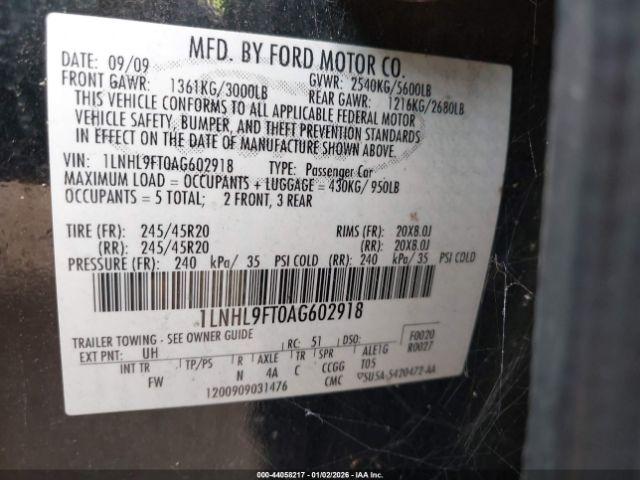 MFD. BY FORD MOTOR CO.
DATE: 09/09 GVWR: 2540KG/5600LB
FRONT GAWR: 1361KG/3000LB REAR GAWR: 1216KG/2680LB
THIS VEHICLE CONFORMS TO ALL APPLICABLE FEDERAL MOTOR
VEHICLE SAFETY, BUMPER, AND THEFT PREVENTION STANDARDS
IN EFFECT ON THE DATE OF MANUFACTURE SHOWN ABOVE.
VIN: 1LNHL9FT0AG602918 TYPE: Passenger Car
MAXIMUM LOAD = OCCUPANTS + LUGGAGE = 430KG/ 950LB
OCCUPANTS = 5 TOTAL; 2 FRONT, 3 REAR
TIRE (FR): 245/45R20 RIMS (FR): 20X8.0J
(RR): 245/45R20 (RR): 20X8.0J
PRESSURE (FR): 240 kPa/ 35 PSI COLD (RR): 240 kPa/ 35 PSI COLD
1LNHL9FT0AG602918
TRAILER TOWING - SEE OWNER GUIDE
EXT PNT: UH RC: 51 DSO: F0020
INT TR TP/PS R AXLE TR SPR ALE1G R0027
FW N 4A C CCGG T05
1200909031476 CMC ▽SU5A-5420472-AA
000-44058217 - 01/02/2026 - IAA, Inc.